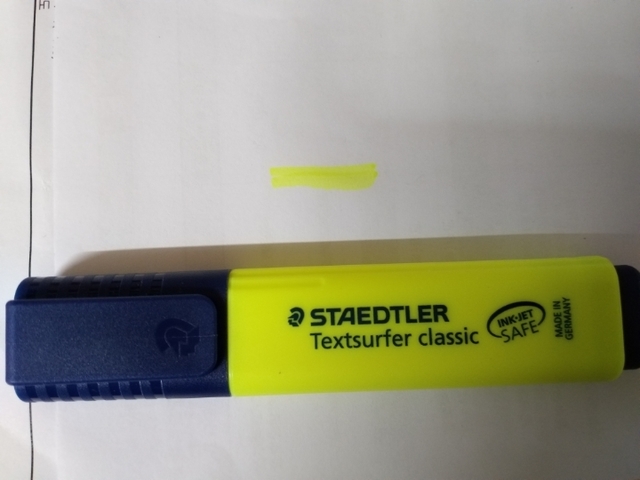 STAEDTLER
Textsurfer classic
INK-JET
SAFE
MADE IN
GERMANY